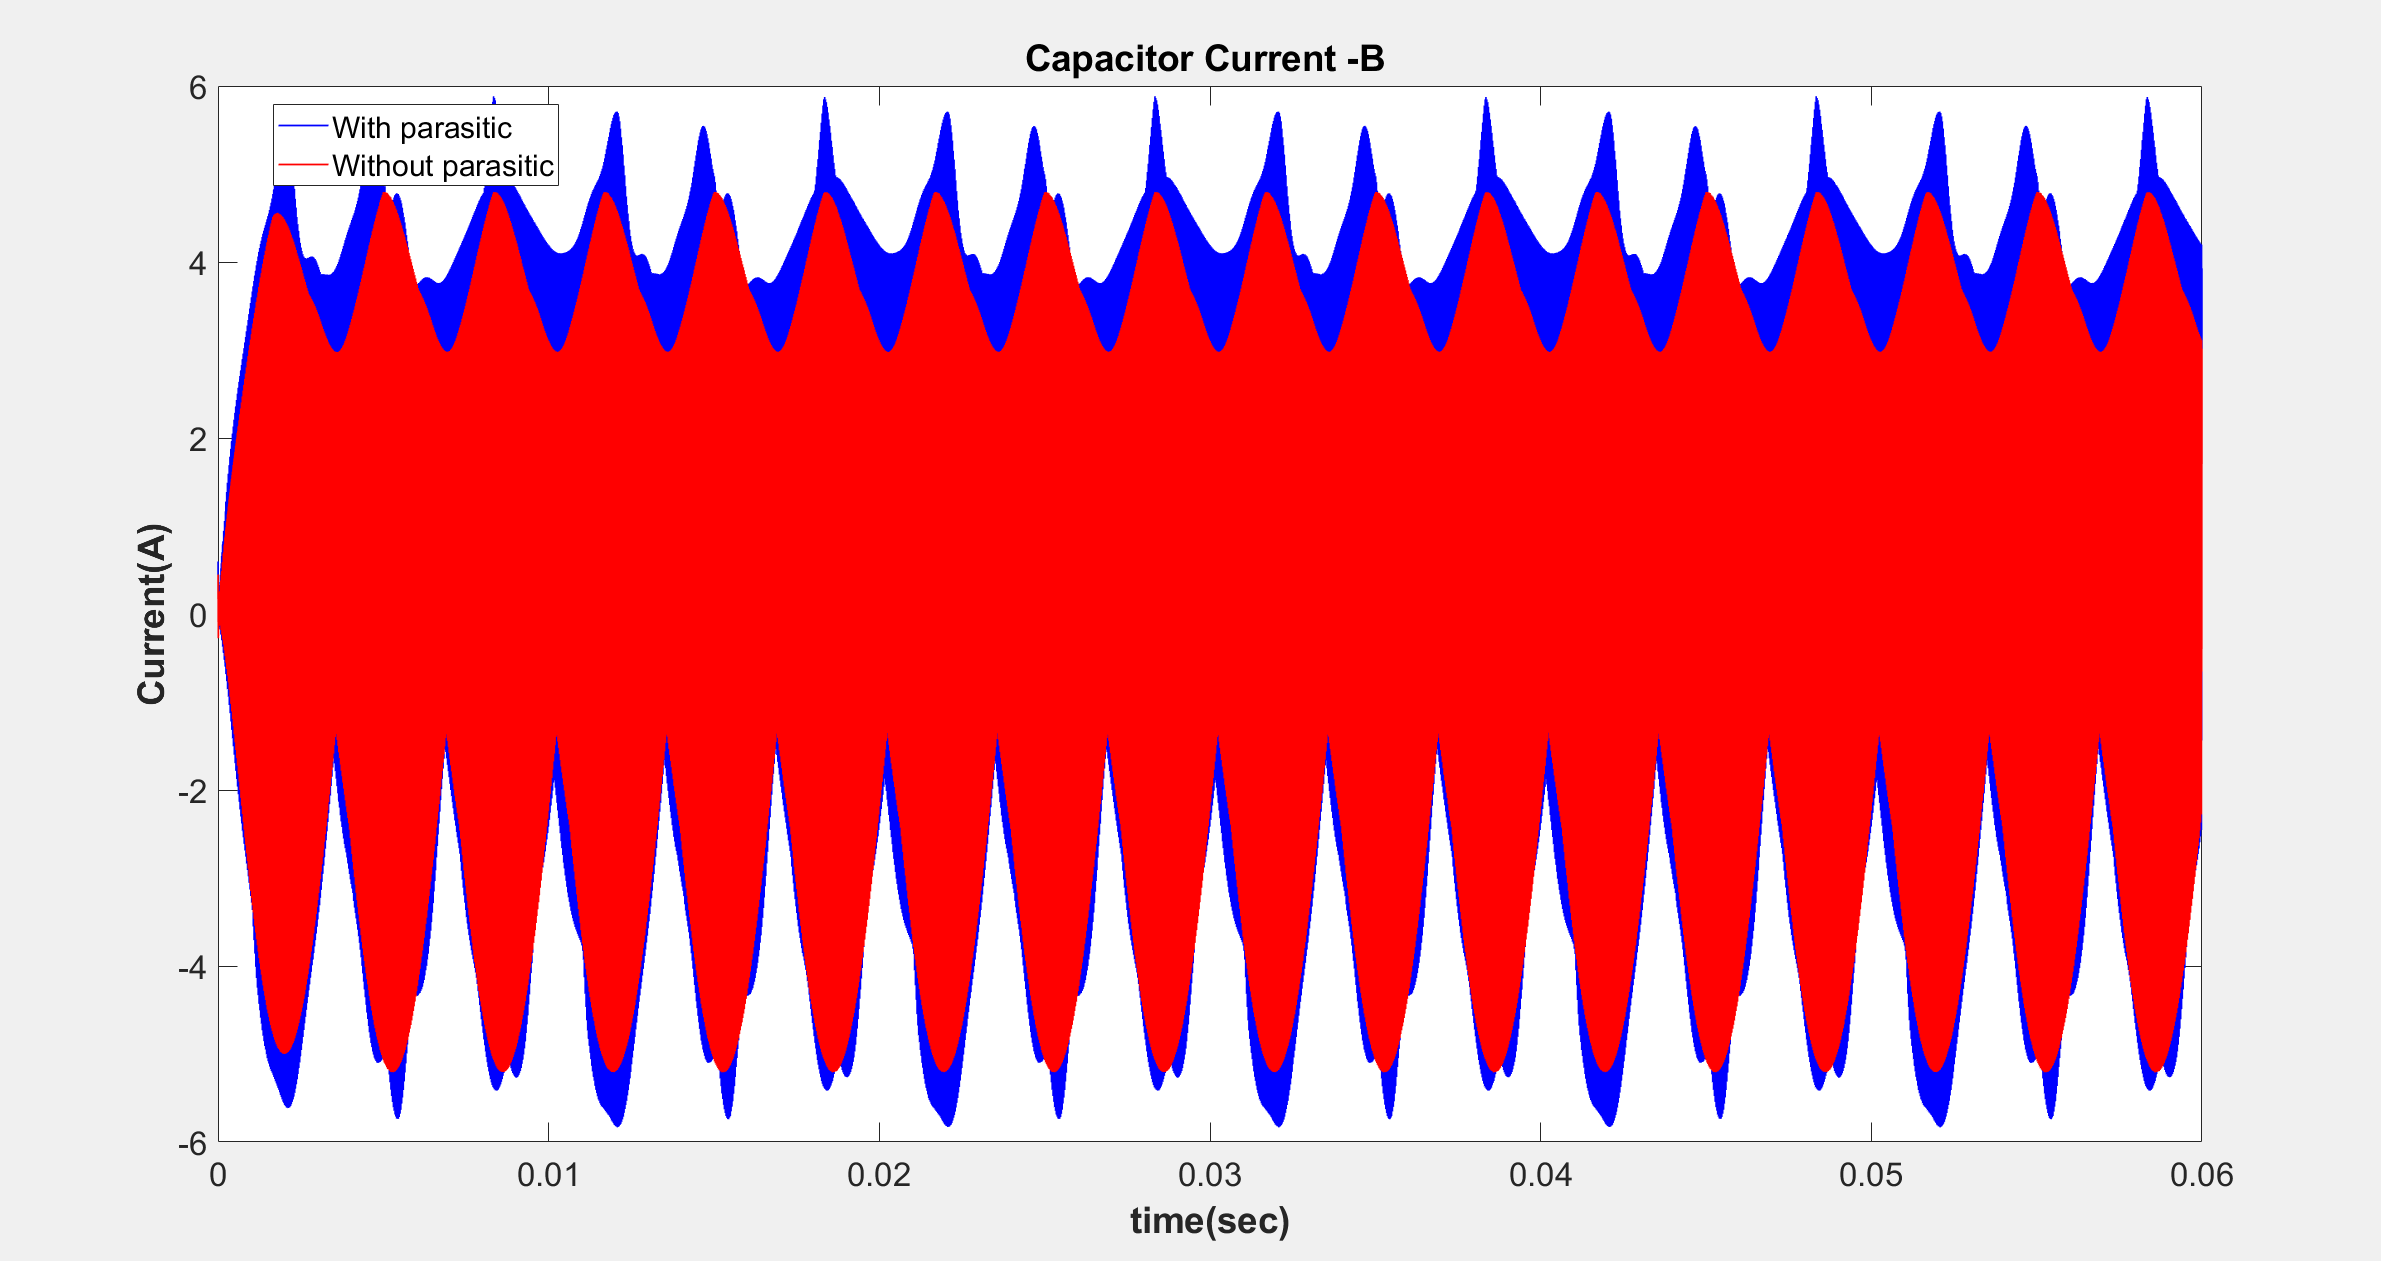 Capacitor Current -B
With parasitic
Without parasitic
6
4
2
0
-2
-4
-6
Current(A)
0
0.01
0.02
0.03
0.04
0.05
0.06
time(sec)